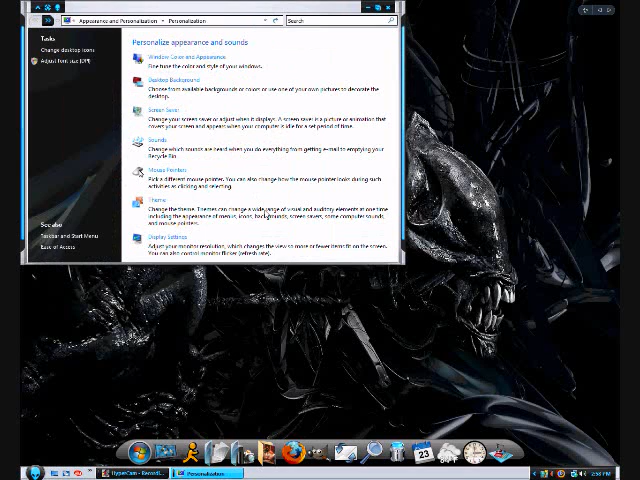 Appearance and Personalization ▸ Personalization
Search
Tasks
Change desktop icons
Adjust font size (DPI)
Personalize appearance and sounds
Window Color and Appearance
Fine tune the color and style of your windows.
Desktop Background
Choose from available backgrounds or colors or use one of your own pictures to decorate the
desktop.
Screen Saver
Change your screen saver or adjust when it displays. A screen saver is a picture or animation that
covers your screen and appears when your computer is idle for a set period of time.
Sounds
Change which sounds are heard when you do everything from getting e-mail to emptying your
Recycle Bin.
Mouse Pointers
Pick a different mouse pointer. You can also change how the mouse pointer looks during such
activities as clicking and selecting.
Theme
Change the theme. Themes can change a wide range of visual and auditory elements at one time
including the appearance of menus, icons, backgrounds, screen savers, some computer sounds,
and mouse pointers.
Display Settings
Adjust your monitor resolution, which changes the view so more or fewer items fit on the screen.
You can also control monitor flicker (refresh rate).
See also
Taskbar and Start Menu
Ease of Access
23
HyperCam - Recordi...
Personalization
2:58 PM